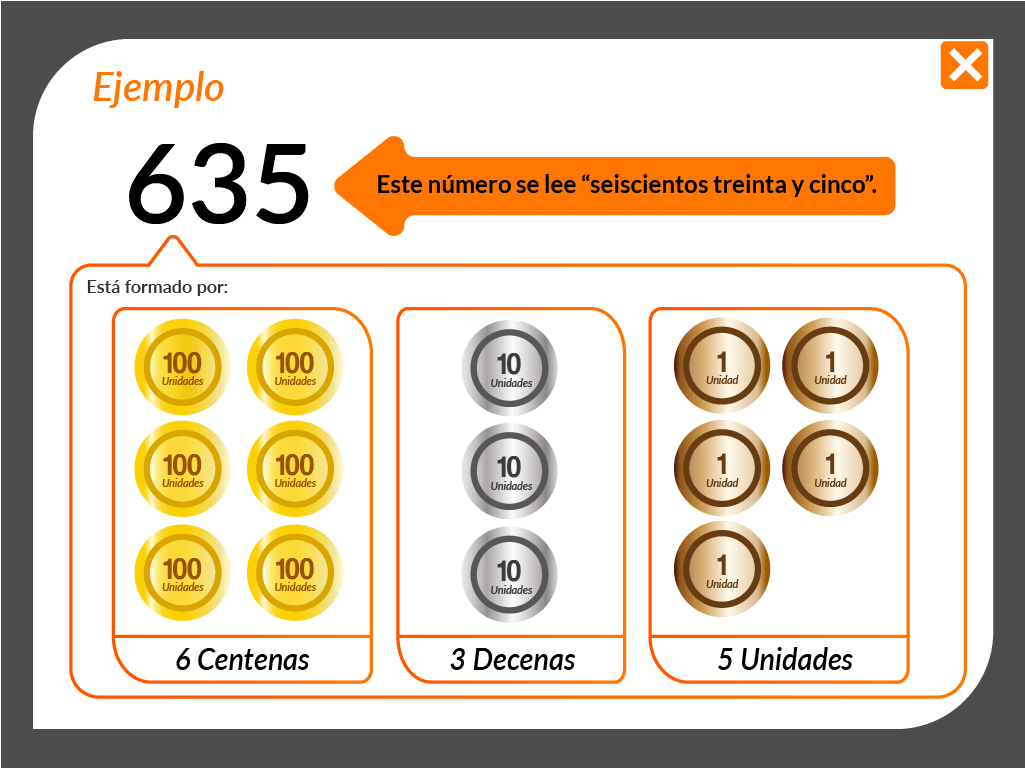 Ejemplo
635
Este número se lee “seiscientos treinta y cinco”.
Está formado por:
100 100
Unidades Unidades
100 100
Unidades Unidades
100 100
Unidades Unidades
6 Centenas
10
Unidades
10
Unidades
10
Unidades
3 Decenas
1 1
Unidad Unidad
1 1
Unidad Unidad
1
Unidad
5 Unidades